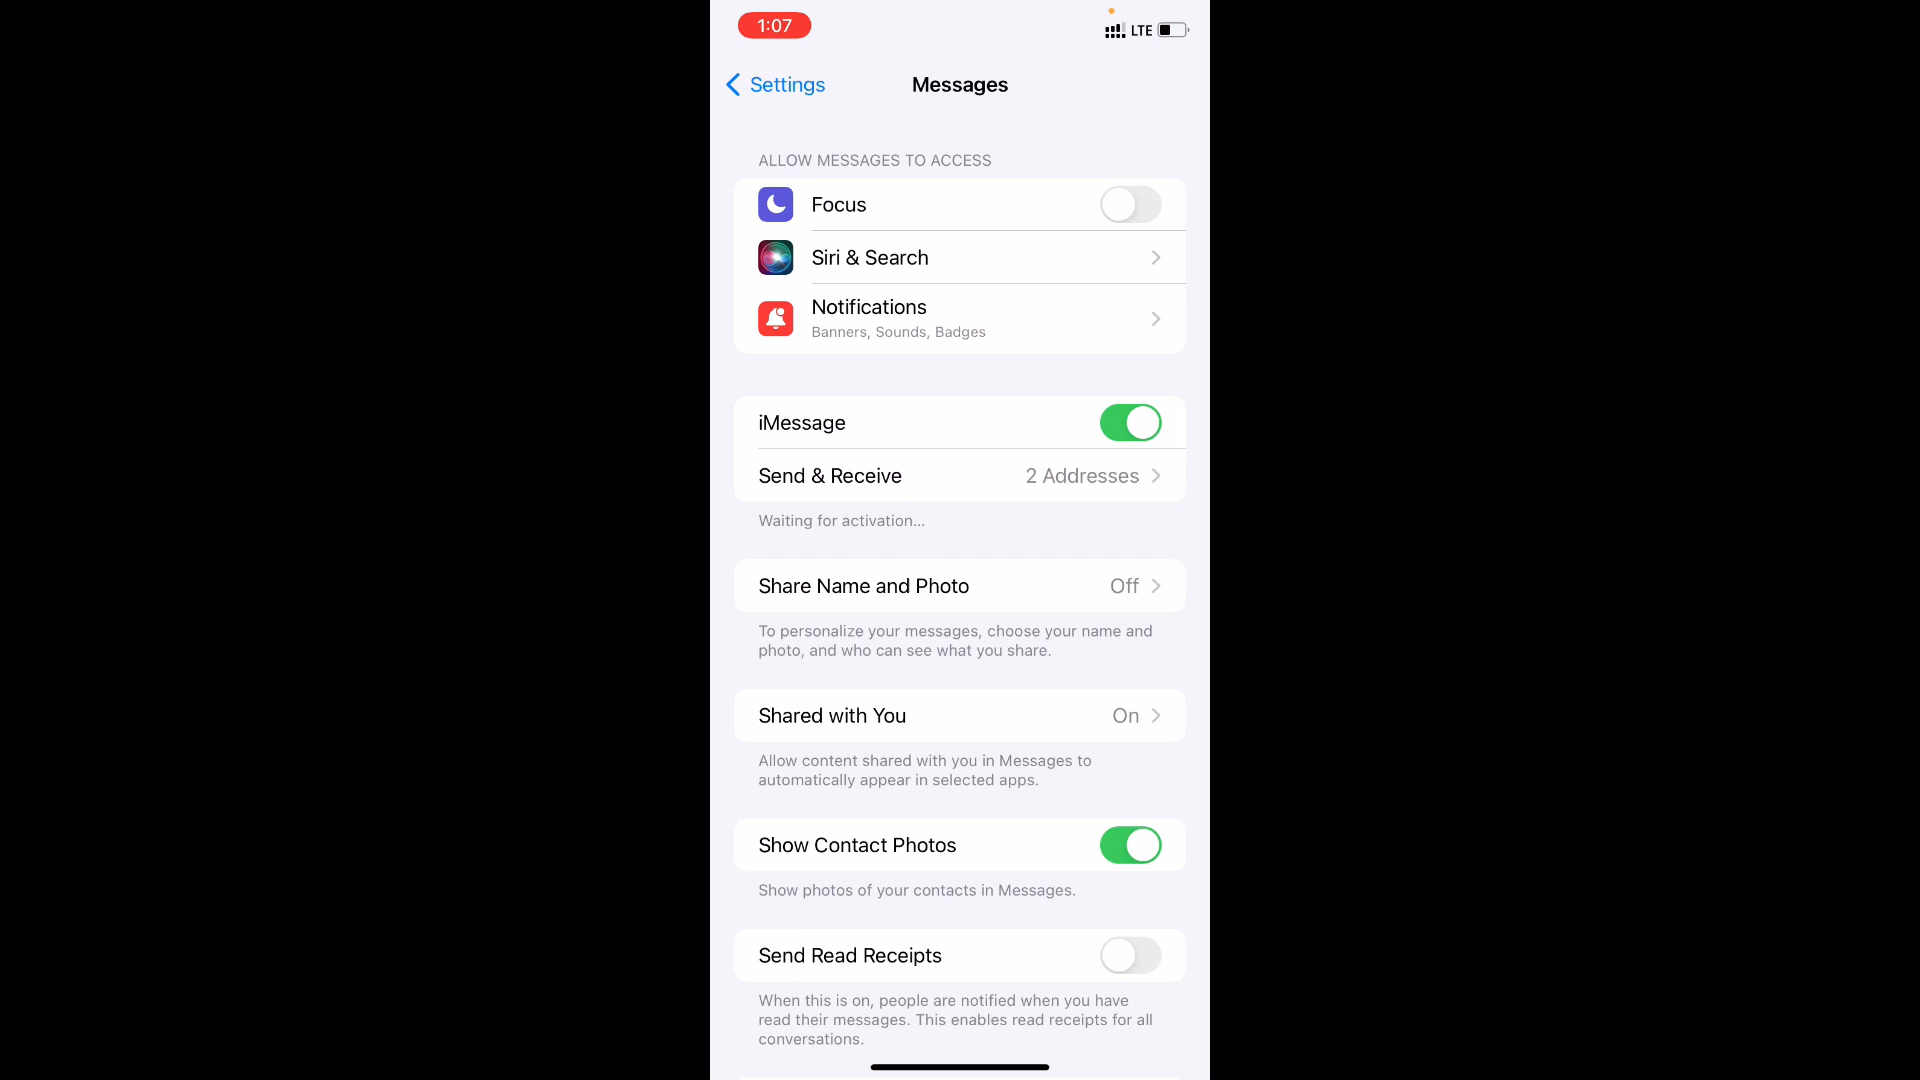 1:07
LTE
Settings
Messages
ALLOW MESSAGES TO ACCESS
Focus
Siri & Search
Notifications
Banners, Sounds, Badges
iMessage
Send & Receive 2 Addresses
Waiting for activation...
Share Name and Photo Off
To personalize your messages, choose your name and
photo, and who can see what you share.
Shared with You On
Allow content shared with you in Messages to
automatically appear in selected apps.
Show Contact Photos
Show photos of your contacts in Messages.
Send Read Receipts
When this is on, people are notified when you have
read their messages. This enables read receipts for all
conversations.